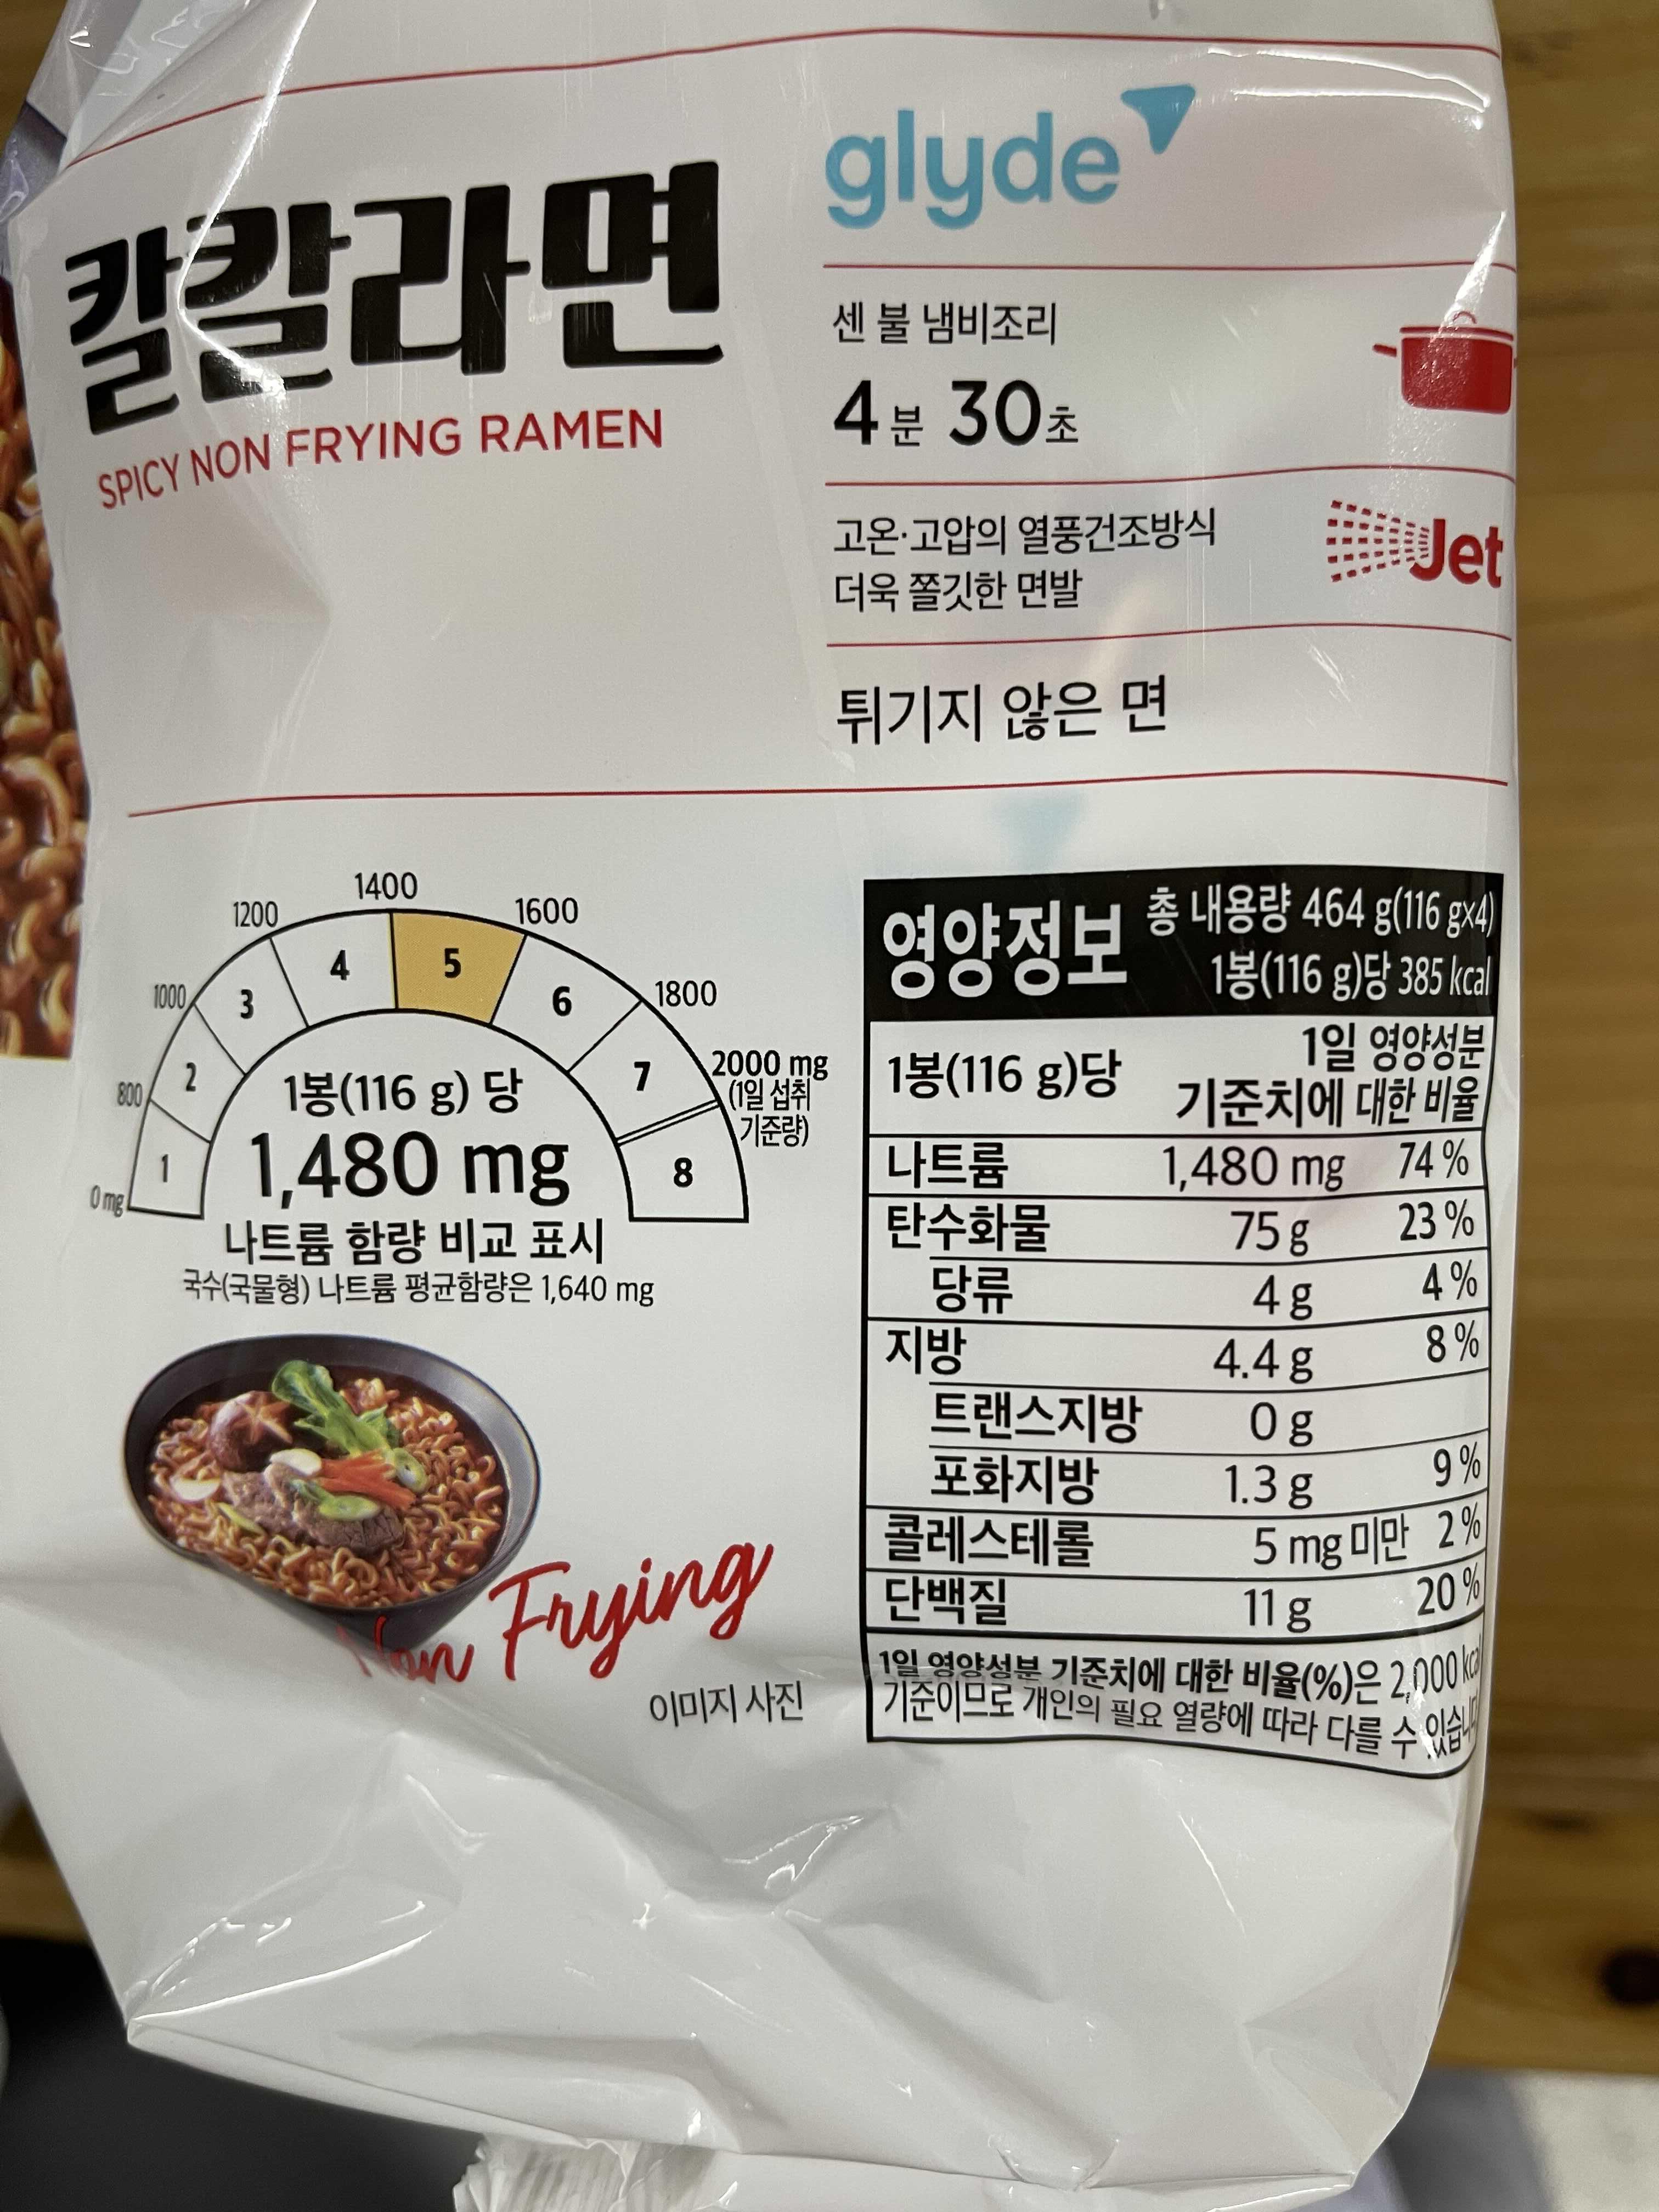 glyde
칼칼라면
SPICY NON FRYING RAMEN
센 불 냄비조리
4분 30초
고온·고압의 열풍건조방식
더욱 쫄깃한 면발
Jet
튀기지 않은 면
0 mg
800
1000
1200
1400
1600
1800
2000 mg
(1일 섭취
기준량)
1
2
3
4
5
6
7
8
1봉(116 g) 당
1,480 mg
나트륨 함량 비교 표시
국수(국물형) 나트륨 평균함량은 1,640 mg
Non Frying
이미지 사진
영양정보
총 내용량 464 g(116 g×4)
1봉(116 g)당 385 kcal
1봉(116 g)당
1일 영양성분
기준치에 대한 비율
나트륨 1,480 mg 74 %
탄수화물 75 g 23 %
당류 4 g 4 %
지방 4.4 g 8 %
트랜스지방 0 g
포화지방 1.3 g 9 %
콜레스테롤 5 mg 미만 2 %
단백질 11 g 20 %
1일 영양성분 기준치에 대한 비율(%)은 2,000 kcal
기준이므로 개인의 필요 열량에 따라 다를 수 있습니다